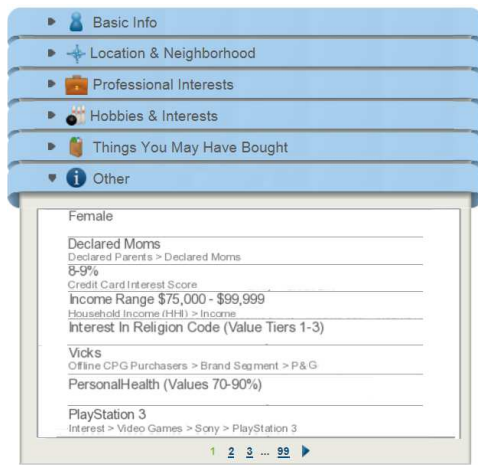 Basic Info
Location & Neighborhood
Professional Interests
Hobbies & Interests
Things You May Have Bought
Other
Female
Declared Moms
Declared Parents > Declared Moms
8-9%
Credit Card Interest Score
Income Range $75,000 - $99,999
Household Income (HHI) > Income
Interest In Religion Code (Value Tiers 1-3)
Vicks
Offline CPG Purchasers > Brand Segment > P&G
PersonalHealth (Values 70-90%)
PlayStation 3
Interest > Video Games > Sony > PlayStation 3
1 2 3 ... 99